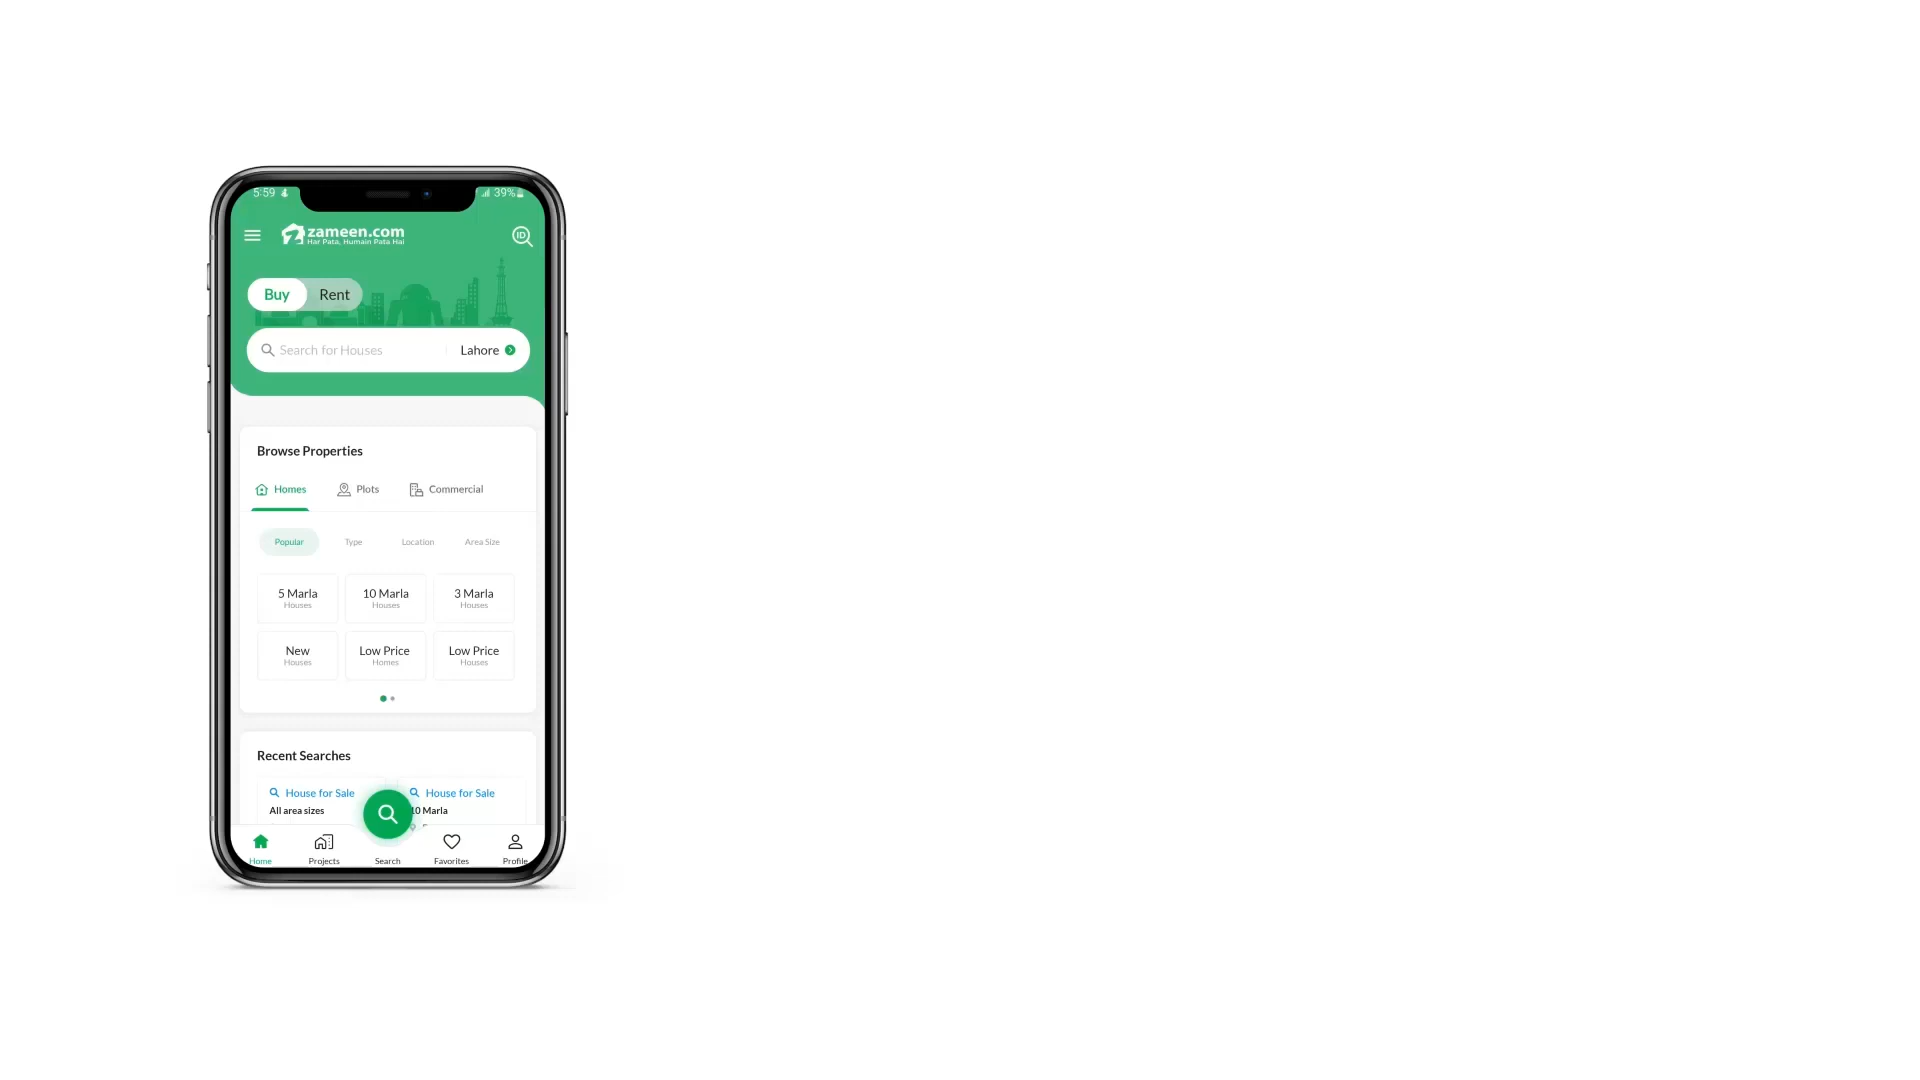 5:59
39%
zameen.com
Har Pata, Humain Pata Hai
ID
Buy Rent
Search for Houses Lahore
Browse Properties
Homes Plots Commercial
Popular Type Location Area Size
5 Marla 10 Marla 3 Marla
Houses Houses Houses
New Low Price Low Price
Houses Homes Houses
Recent Searches
House for Sale House for Sale
All area sizes 10 Marla
Home Projects Search Favorites Profile